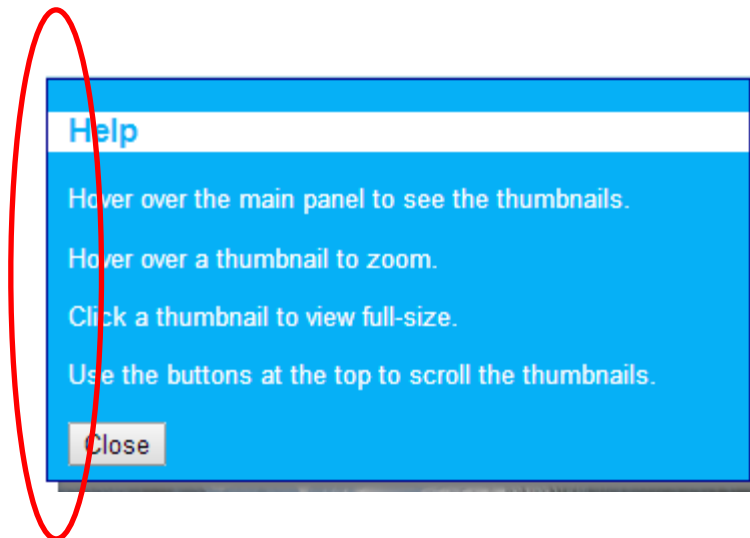 Help
Hover over the main panel to see the thumbnails.
Hover over a thumbnail to zoom.
Click a thumbnail to view full-size.
Use the buttons at the top to scroll the thumbnails.
Close